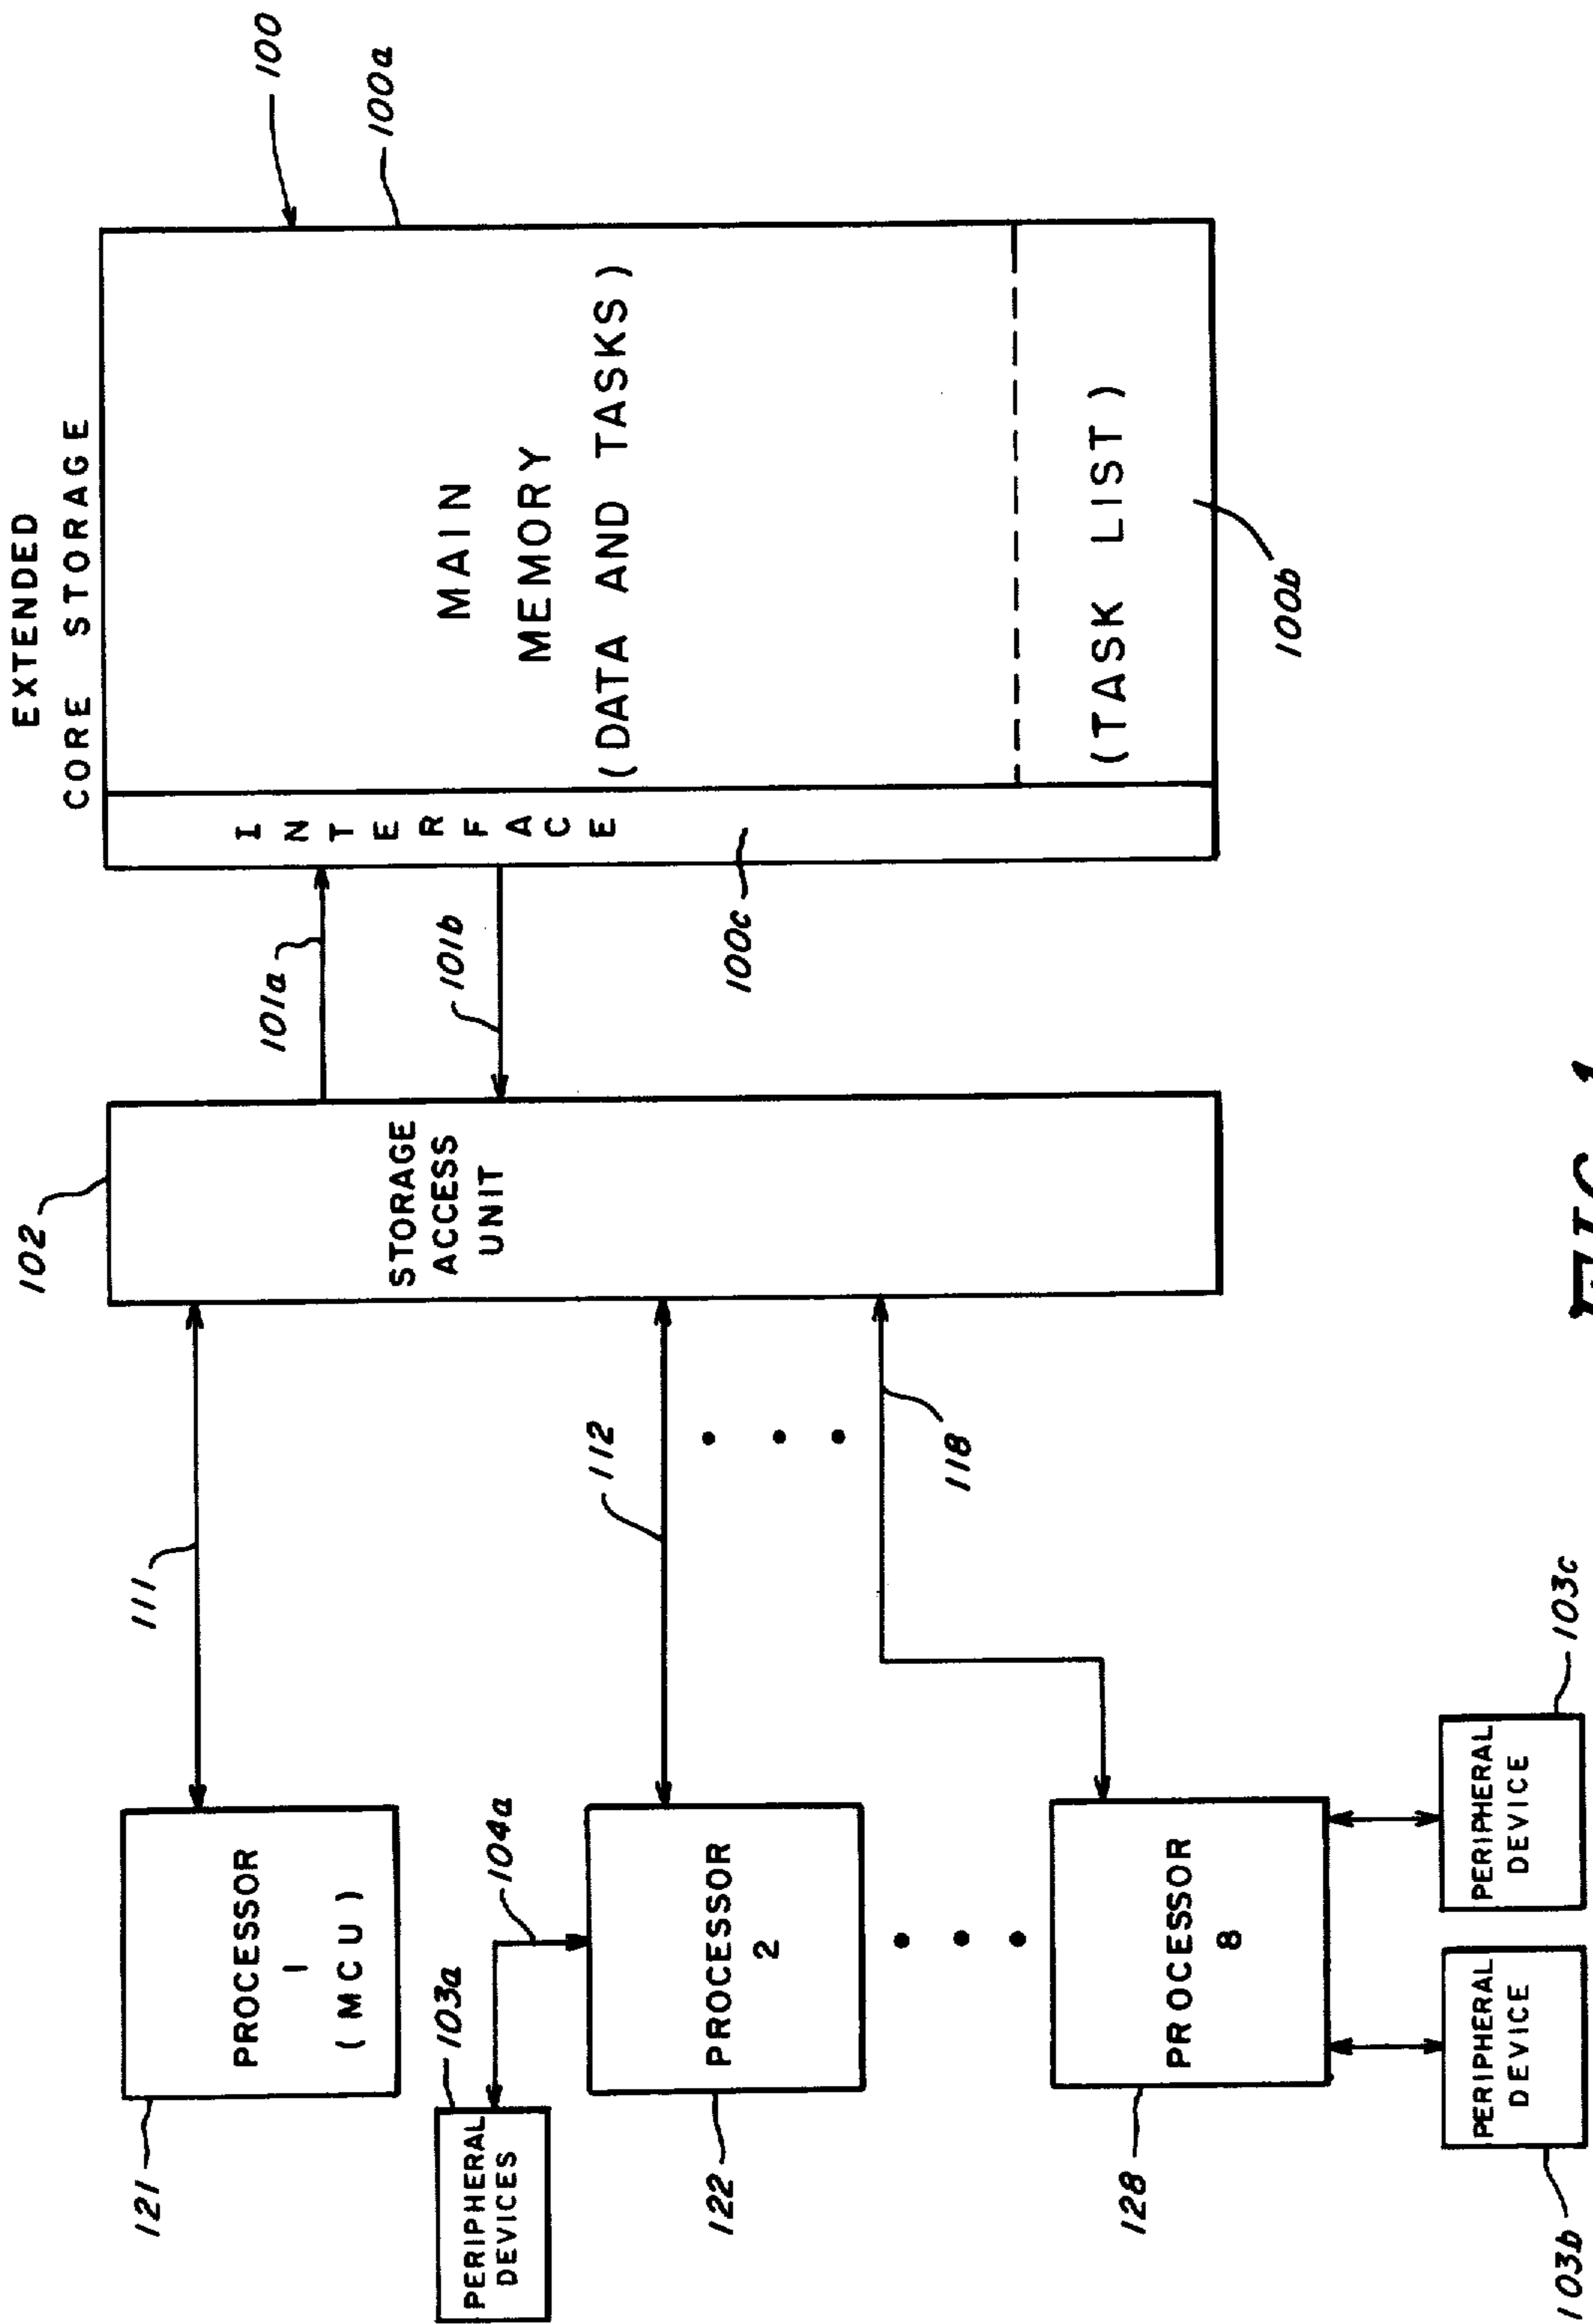 EXTENDED
CORE STORAGE
100
100a
MAIN
MEMORY
(DATA AND TASKS)
(TASK LIST)
100b
INTERFACE
100c
101a
101b
102
STORAGE
ACCESS
UNIT
111
112
118
121
PROCESSOR
1
(MCU)
103a
104a
PERIPHERAL
DEVICES
122
PROCESSOR
2
128
PROCESSOR
8
103b
PERIPHERAL
DEVICE
103c
PERIPHERAL
DEVICE